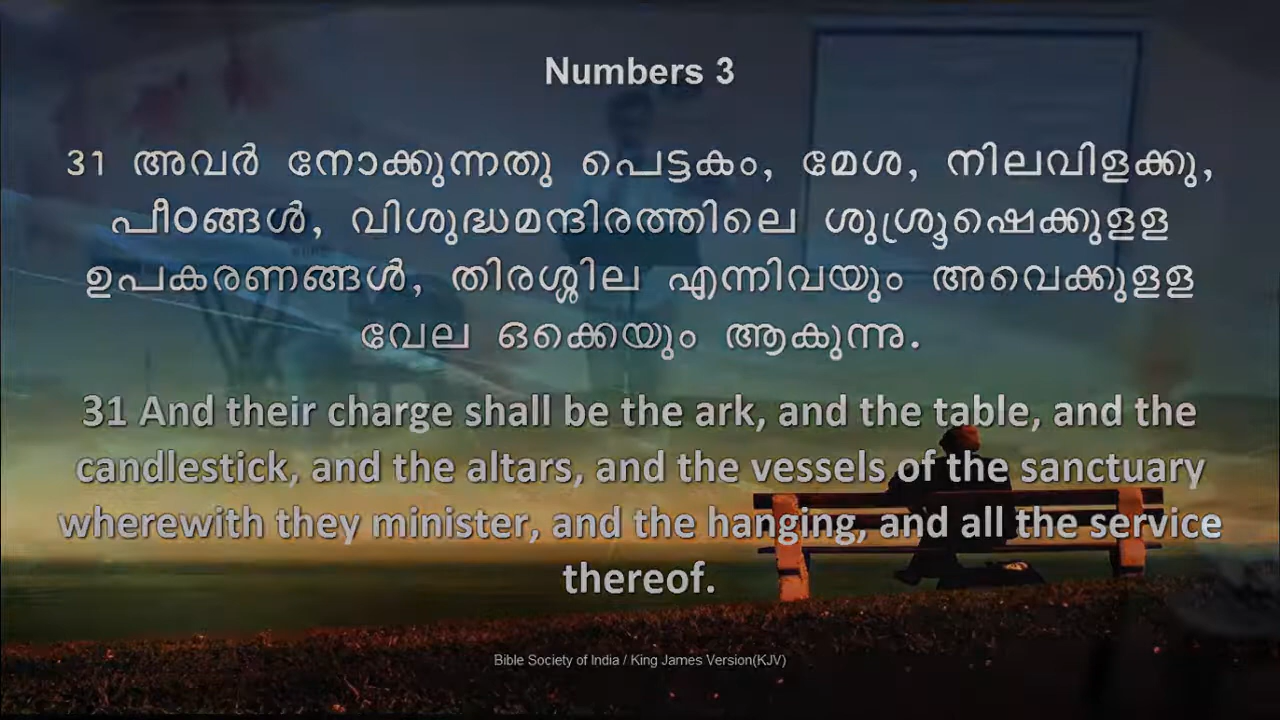 Numbers 3
31 അവർ നോക്കുന്നതു പെട്ടകം, മേശ, നിലവിളക്കു,
പീഠങ്ങൾ, വിശുദ്ധമന്ദിരത്തിലെ ശുശ്രൂഷെക്കുളള
ഉപകരണങ്ങൾ, തിരശ്ശില എന്നിവയും അവെക്കുളള
വേല ഒക്കെയും ആകുന്നു.
31 And their charge shall be the ark, and the table, and the
candlestick, and the altars, and the vessels of the sanctuary
wherewith they minister, and the hanging, and all the service
thereof.
Bible Society of India / King James Version(KJV)